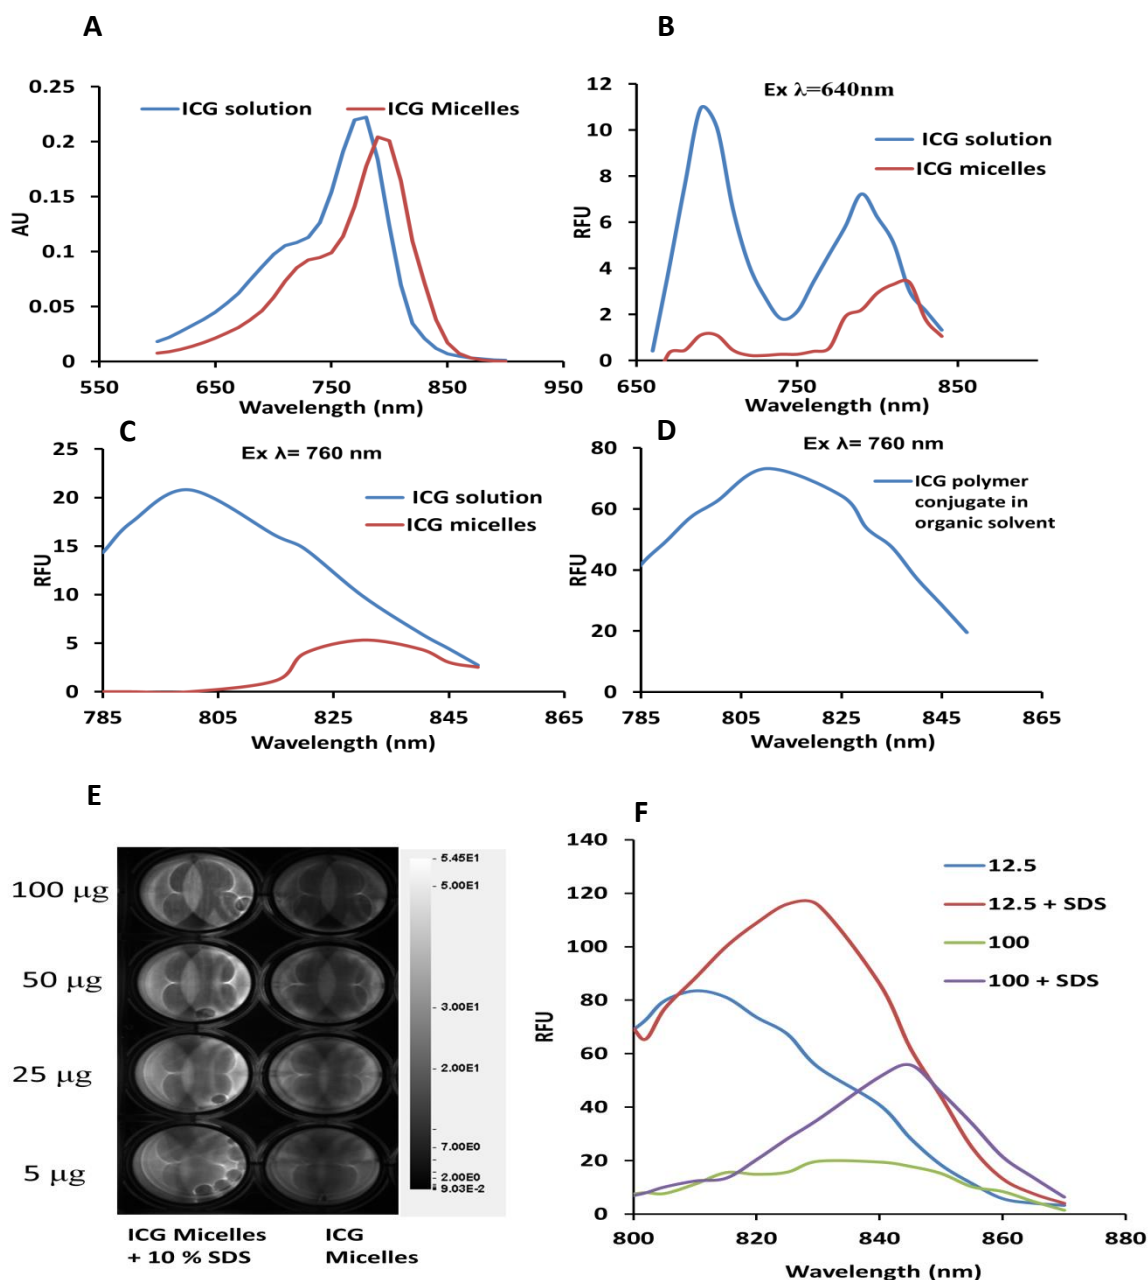 A
0.25
0.2
0.15
0.1
0.05
0
AU
ICG solution
ICG Micelles
550
650
750
850
950
Wavelength (nm)
B
12
10
8
6
4
2
0
RFU
Ex λ=640nm
ICG solution
ICG micelles
650
750
850
Wavelength (nm)
C
25
20
15
10
5
0
RFU
Ex λ= 760 nm
ICG solution
ICG micelles
785
805
825
845
865
Wavelength (nm)
D
80
60
40
20
0
RFU
Ex λ= 760 nm
ICG polymer
conjugate in
organic solvent
785
805
825
845
865
Wavelength (nm)
E
100 µg
50 µg
25 µg
5 µg
5.45E1
5.00E1
3.00E1
2.00E1
7.00E0
2.00E0
9.03E-2
ICG Micelles
+ 10 % SDS
ICG
Micelles
F
140
120
100
80
60
40
20
0
RFU
12.5
12.5 + SDS
100
100 + SDS
800
820
840
860
880
Wavelength (nm)